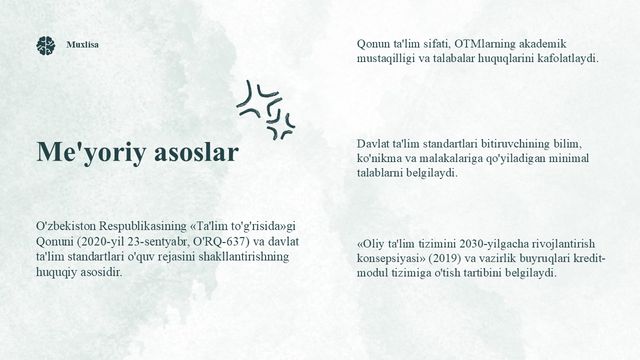 Muxlisa
Me'yoriy asoslar
O'zbekiston Respublikasining «Ta'lim to'g'risida»gi
Qonuni (2020-yil 23-sentyabr, O'RQ-637) va davlat
ta'lim standartlari o'quv rejasini shakllantirishning
huquqiy asosidir.
Qonun ta'lim sifati, OTMlarning akademik
mustaqilligi va talabalar huquqlarini kafolatlaydi.
Davlat ta'lim standartlari bitiruvchining bilim,
ko'nikma va malakalariga qo'yiladigan minimal
talablarni belgilaydi.
«Oliy ta'lim tizimini 2030-yilgacha rivojlantirish
konsepsiyasi» (2019) va vazirlik buyruqlari kredit-
modul tizimiga o'tish tartibini belgilaydi.